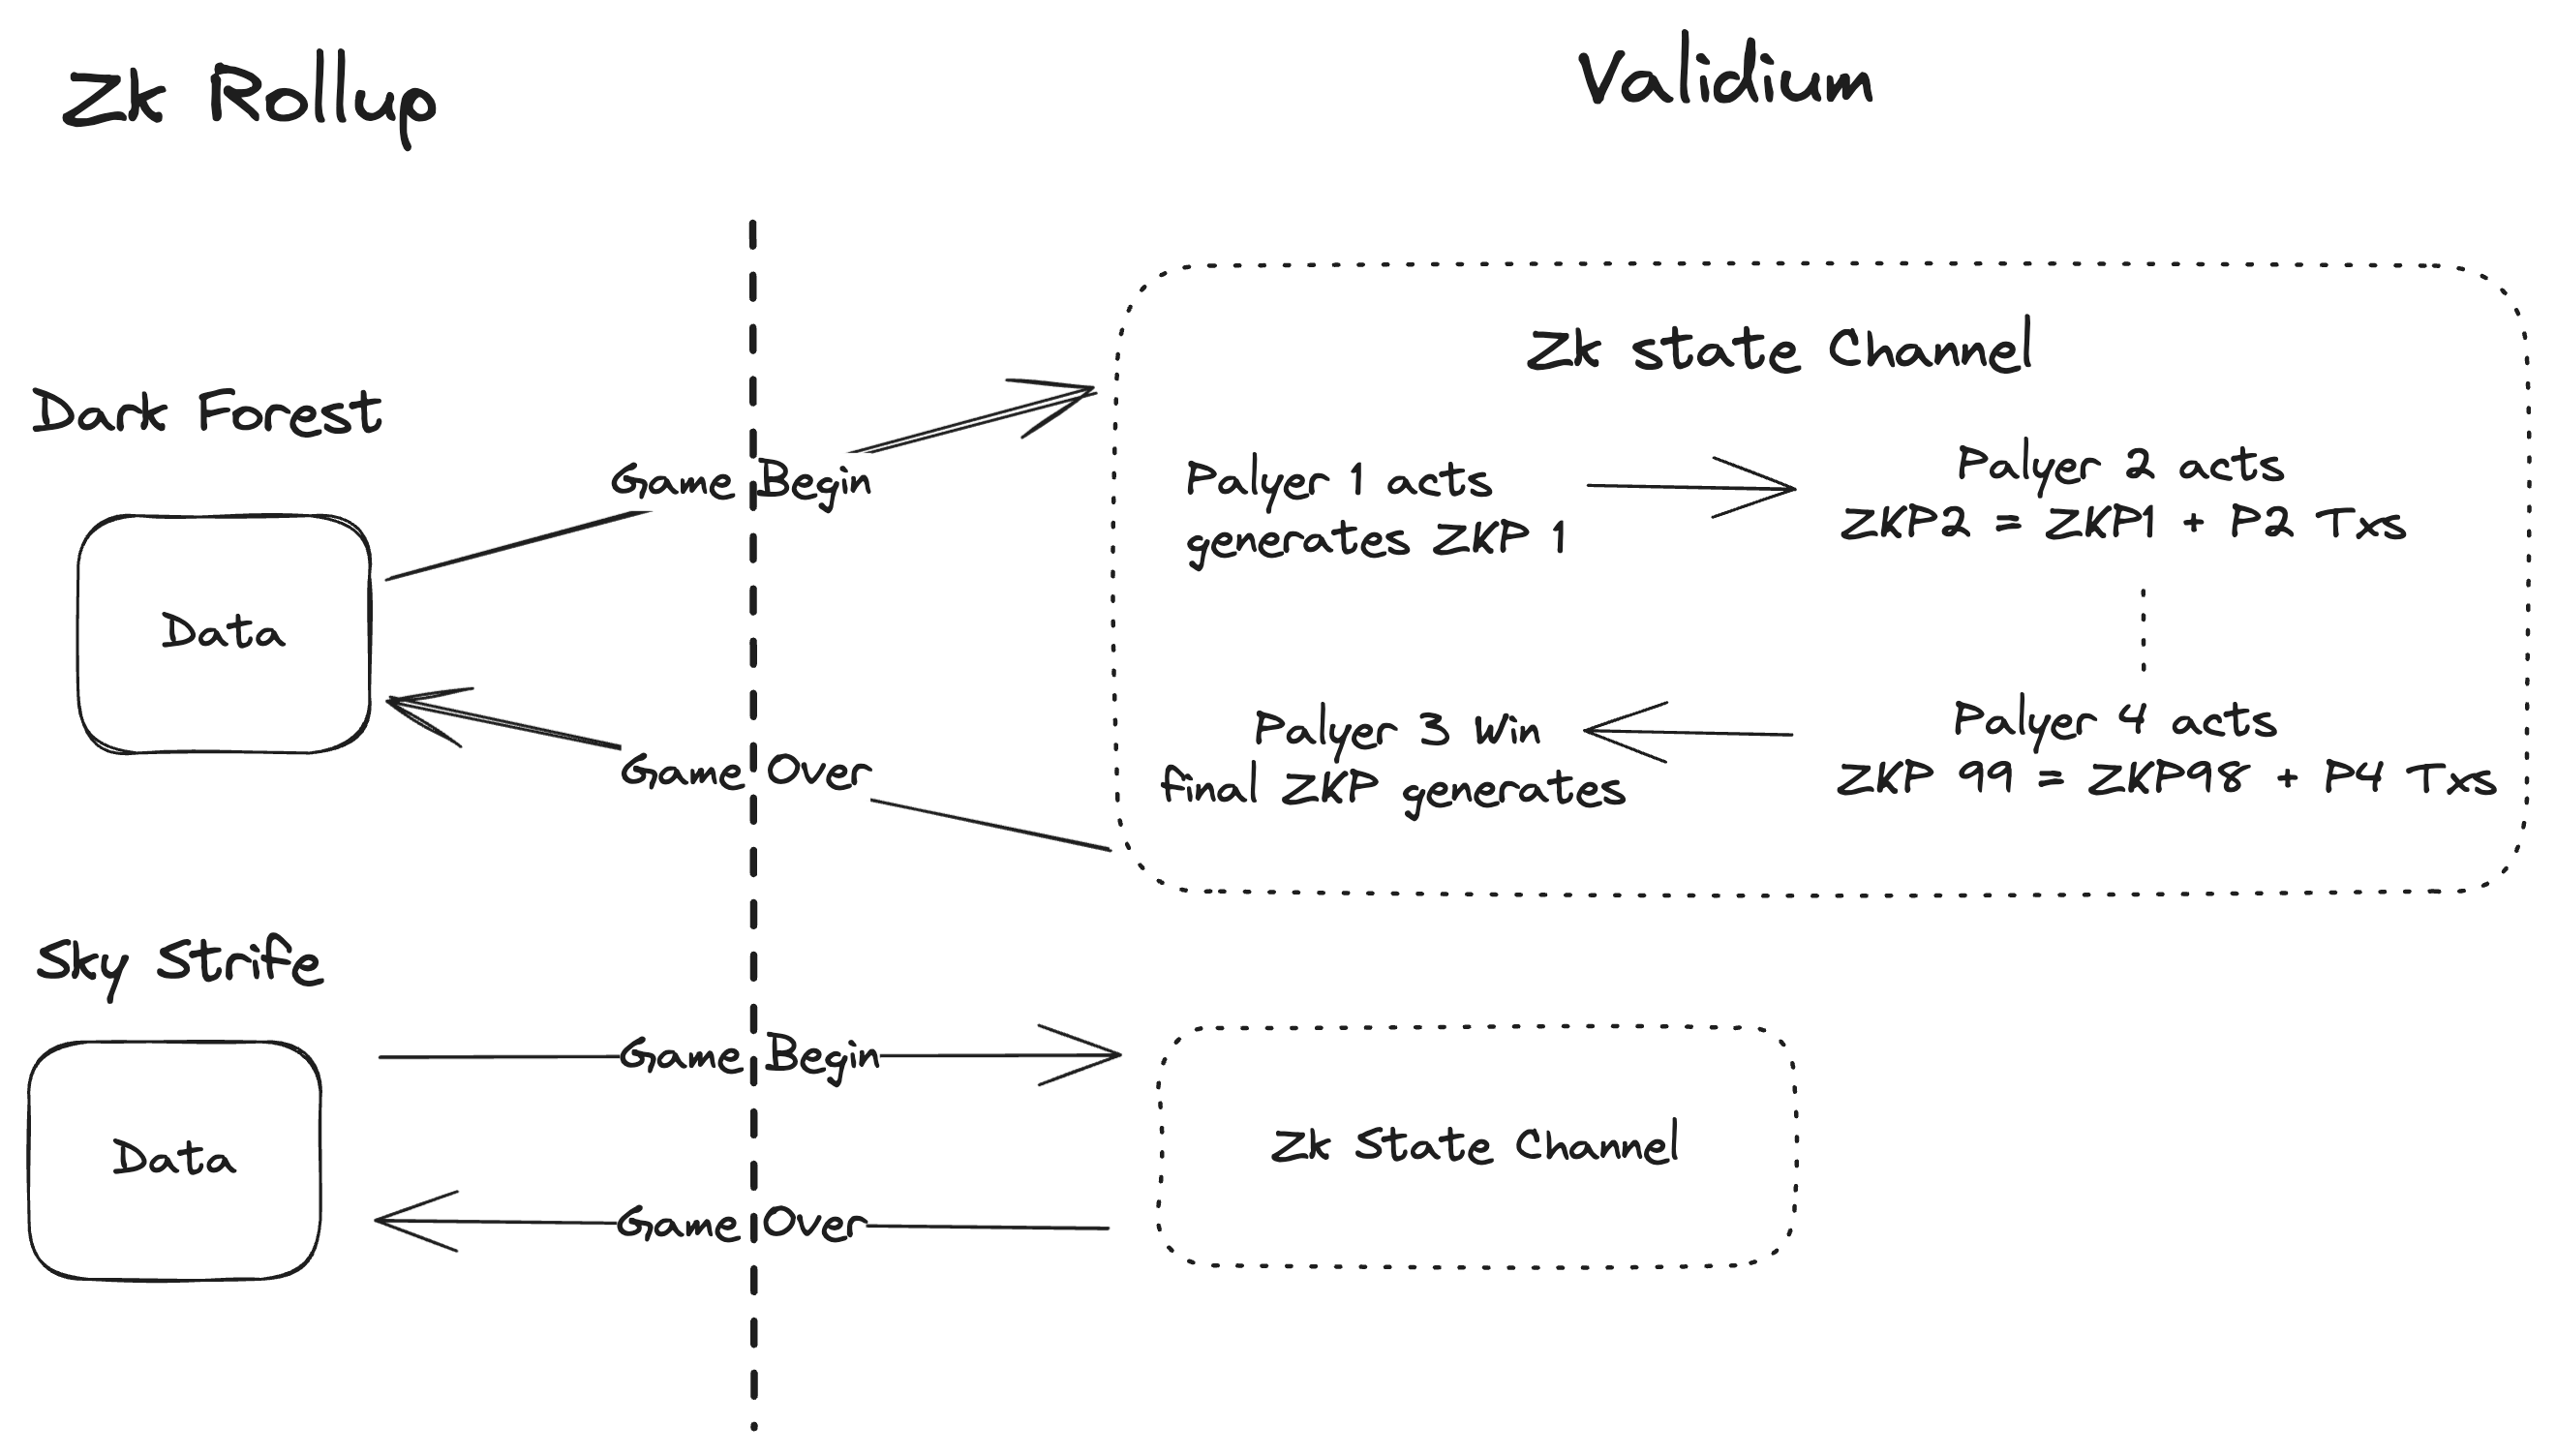 Zk Rollup
Validium
Dark Forest
Data
Game Begin
Game Over
Zk state Channel
Palyer 1 acts
generates ZKP 1
Palyer 2 acts
ZKP2 = ZKP1 + P2 Txs
Palyer 4 acts
ZKP 99 = ZKP98 + P4 Txs
Palyer 3 Win
final ZKP generates
Sky Strife
Data
Game Begin
Game Over
Zk State Channel